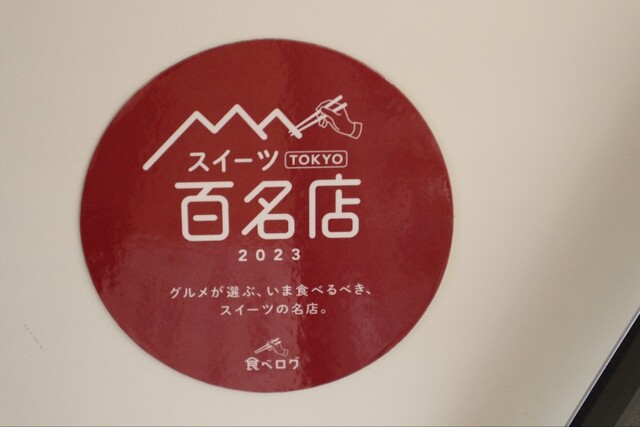 スイーツ TOKYO
百名店
2023
グルメが選ぶ、いま食べるべき、
スイーツの名店。
食べログ